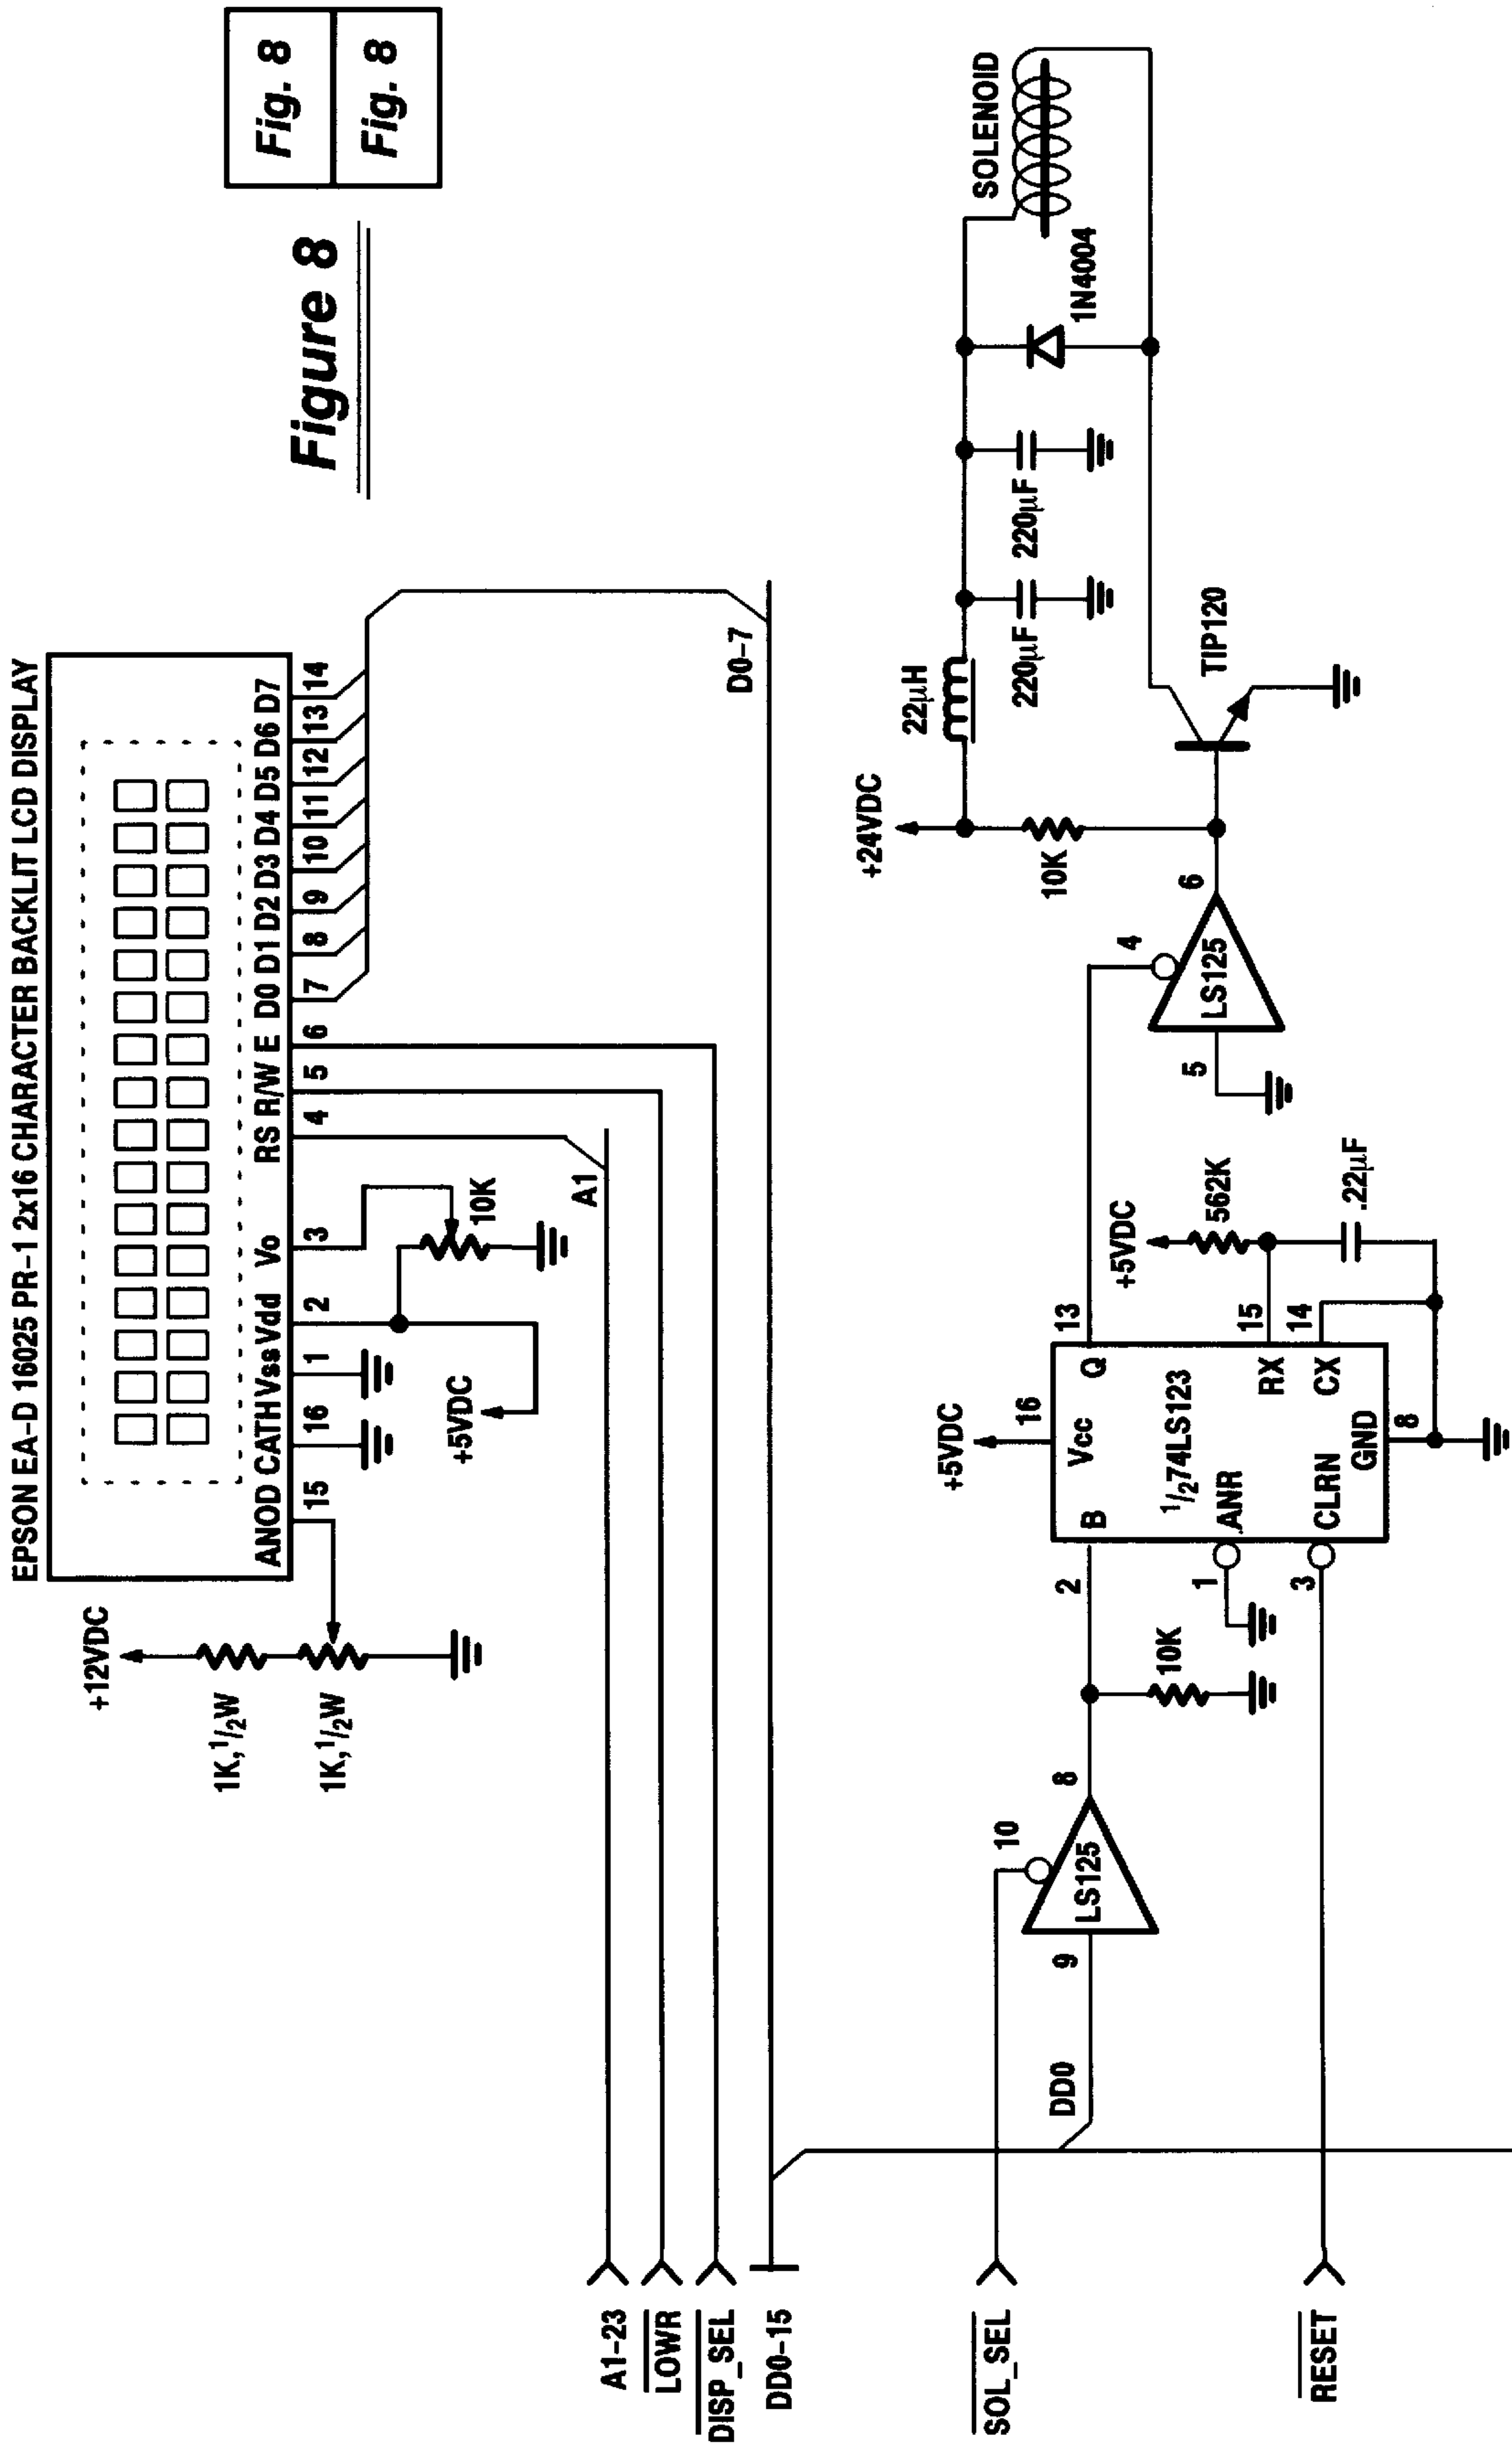 EPSON EA-D 16025 PR-1 2x16 CHARACTER BACKLIT LCD DISPLAY
ANOD CATH Vss Vdd Vo RS R/W E D0 D1 D2 D3 D4 D5 D6 D7
15 16 1 2 3 4 5 6 7 8 9 10 11 12 13 14
+12VDC
1K,1/2W
1K,1/2W
+5VDC
10K
A1
D0-7
Fig. 8
Fig. 8
Figure 8
A1-23
LOWR
DISP_SEL
DD0-15
SOL_SEL
RESET
DD0
9
LS125
10
8
10K
2
1
3
+5VDC
16
Vcc
B
Q
1/2 74LS123
ANR
RX
CLRN
CX
GND
8
13
15
14
+5VDC
562K
.22µF
5
LS125
4
6
+24VDC
10K
22µH
220µF
220µF
TIP120
1N4004
SOLENOID